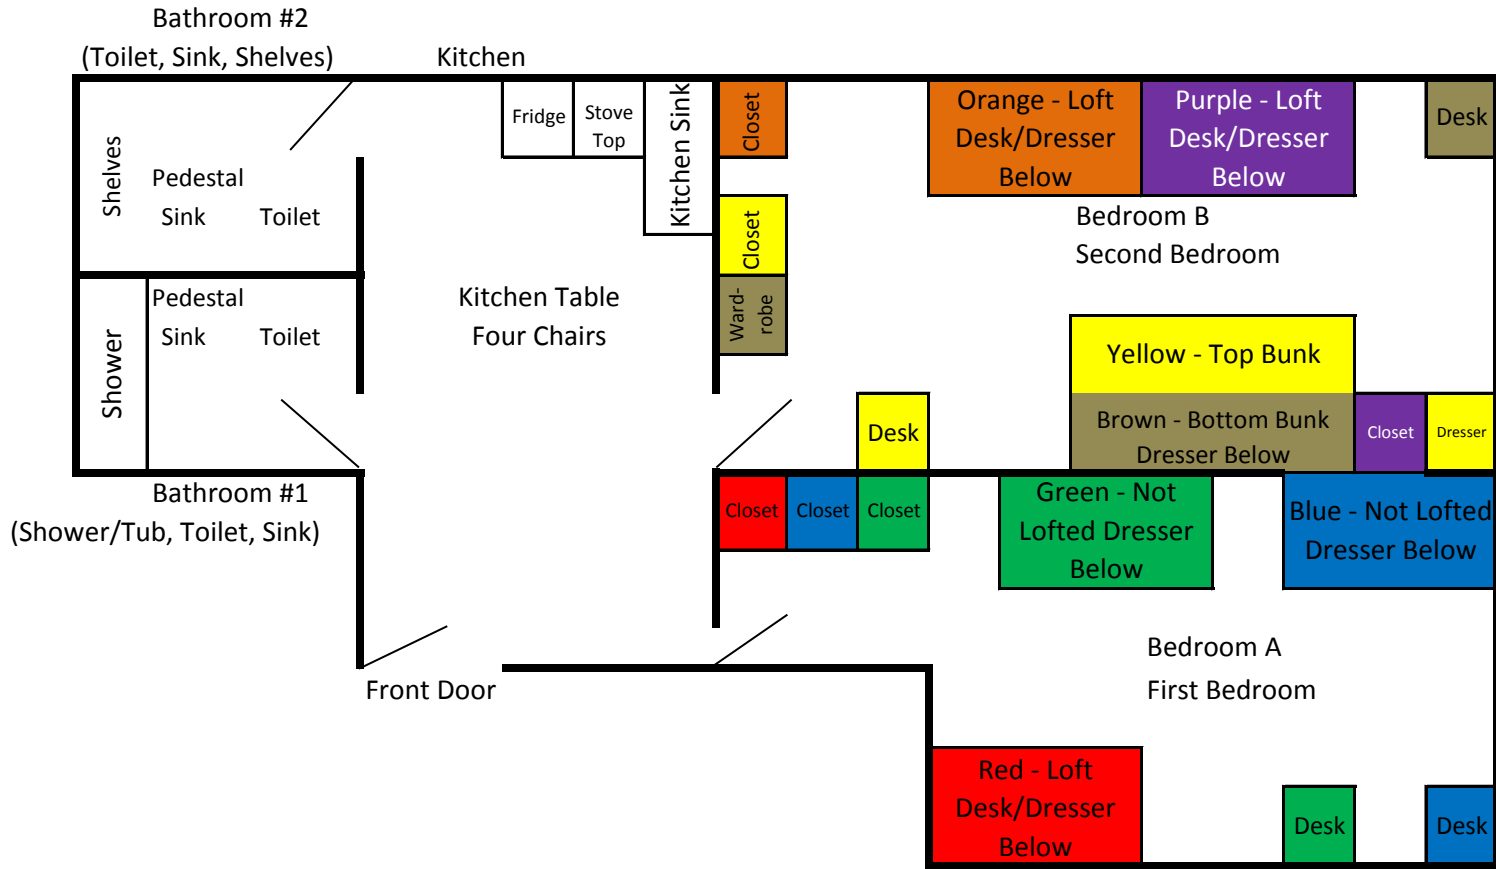 Bathroom #2
(Toilet, Sink, Shelves)
Kitchen
Shelves
Pedestal
Sink
Toilet
Fridge
Stove
Top
Kitchen Sink
Closet
Orange - Loft
Desk/Dresser
Below
Purple - Loft
Desk/Dresser
Below
Desk
Closet
Bedroom B
Second Bedroom
Shower
Pedestal
Sink
Toilet
Kitchen Table
Four Chairs
Ward-
robe
Yellow - Top Bunk
Brown - Bottom Bunk
Dresser Below
Desk
Closet
Dresser
Bathroom #1
(Shower/Tub, Toilet, Sink)
Closet
Closet
Closet
Green - Not
Lofted Dresser
Below
Blue - Not Lofted
Dresser Below
Bedroom A
First Bedroom
Front Door
Red - Loft
Desk/Dresser
Below
Desk
Desk